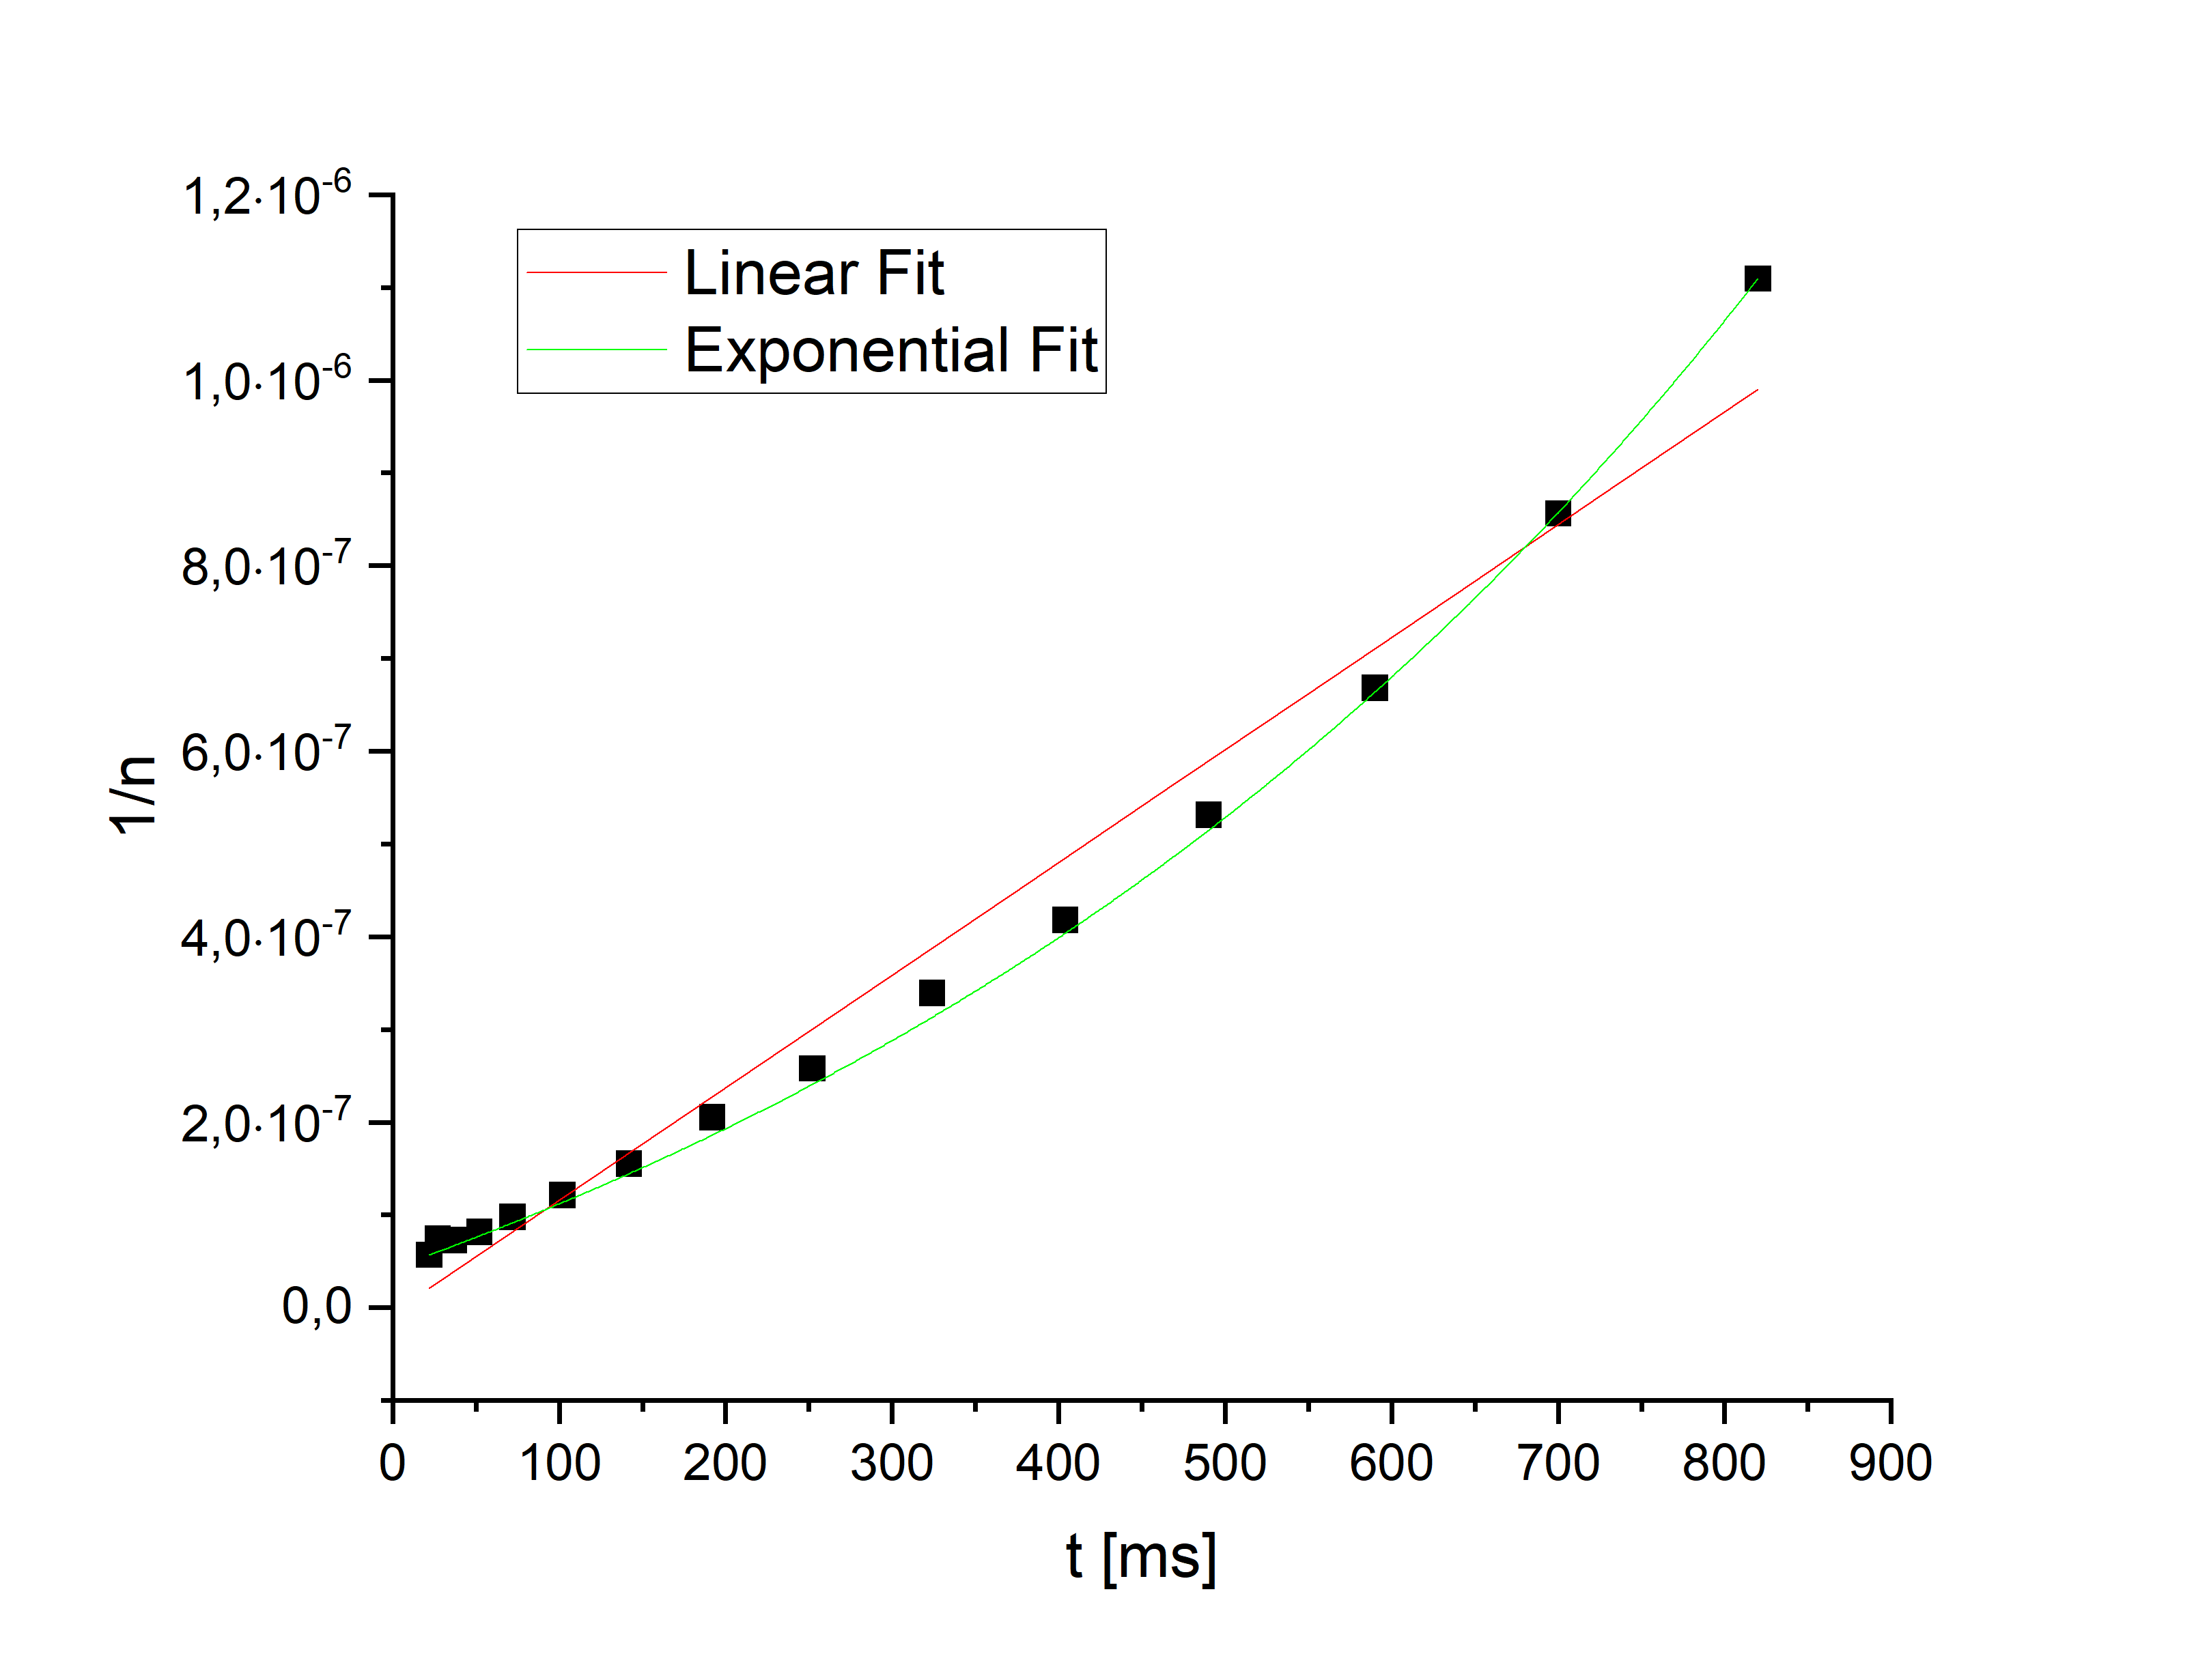 1,2·10⁻⁶
1,0·10⁻⁶
8,0·10⁻⁷
6,0·10⁻⁷
4,0·10⁻⁷
2,0·10⁻⁷
0,0
1/n
Linear Fit
Exponential Fit
0 100 200 300 400 500 600 700 800 900
t [ms]